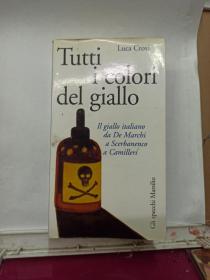 Luca Crovi
Tutti
i colori
del giallo
Il giallo italiano
da De Marchi
a Scerbanenco
a Camilleri
Gli specchi Marsilio